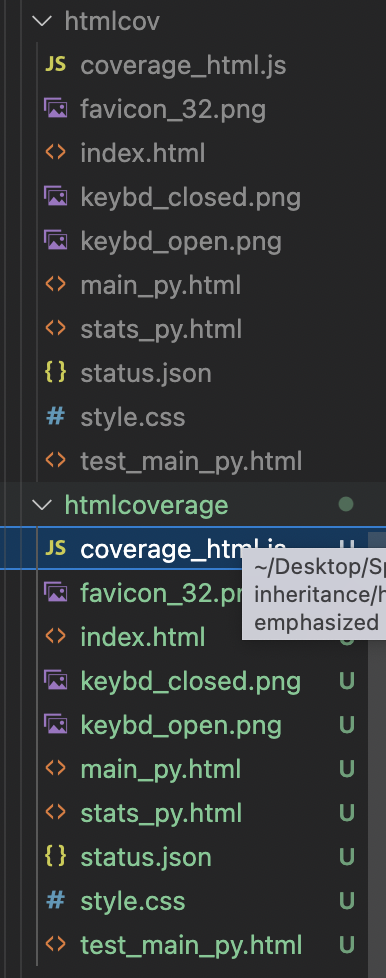 htmlcov
JS coverage_html.js
favicon_32.png
<> index.html
keybd_closed.png
keybd_open.png
<> main_py.html
<> stats_py.html
{} status.json
# style.css
<> test_main_py.html
htmlcoverage
JS coverage_html.js U
~/Desktop/Sp
favicon_32.pn
inheritance/h
emphasized
<> index.html U
keybd_closed.png U
keybd_open.png U
<> main_py.html U
<> stats_py.html U
{} status.json U
# style.css U
<> test_main_py.html U